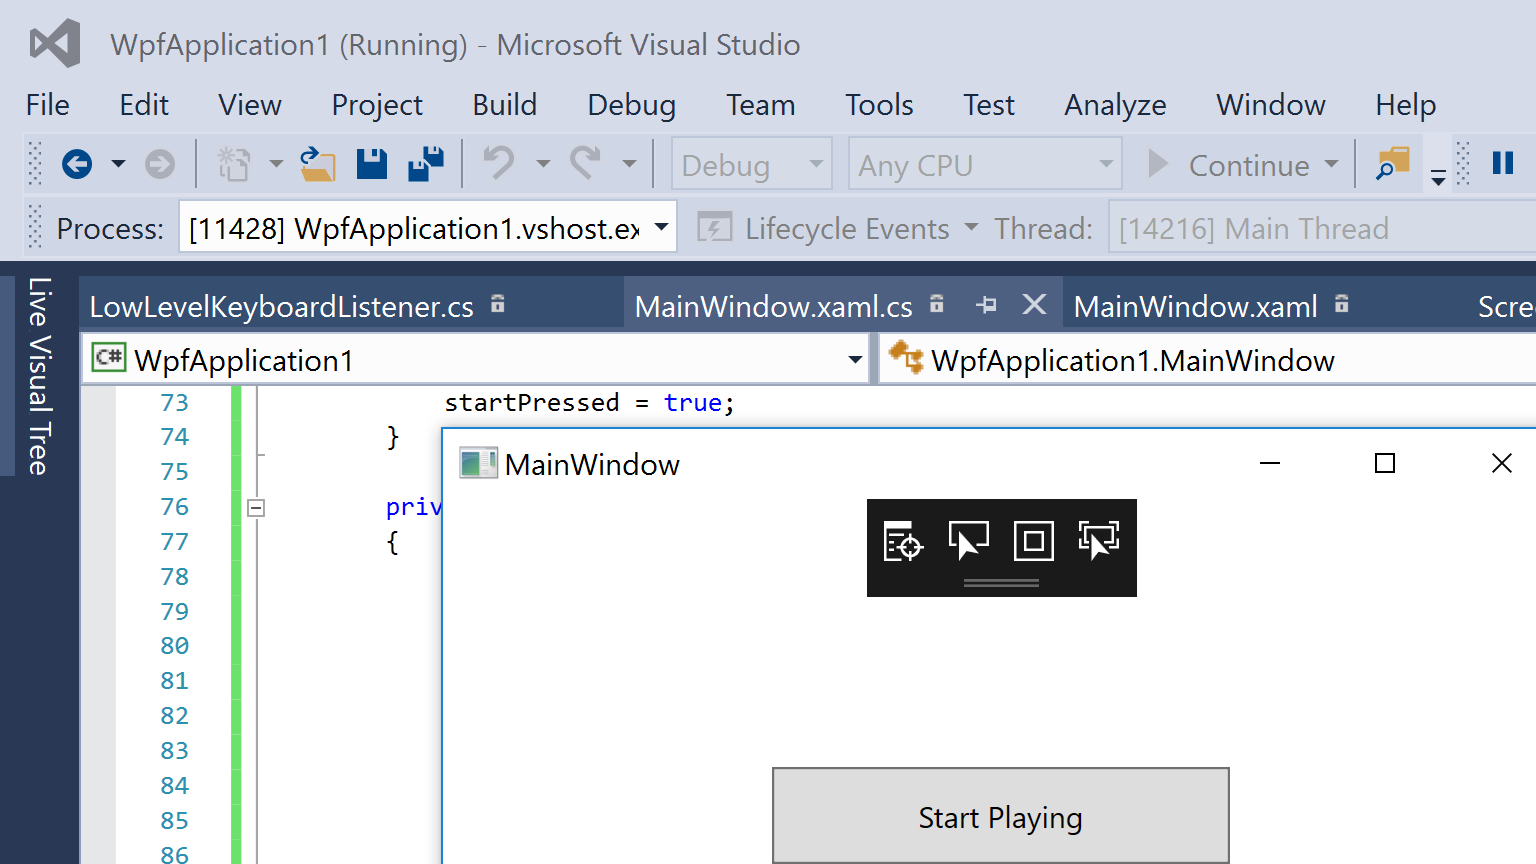 WpfApplication1 (Running) - Microsoft Visual Studio
File Edit View Project Build Debug Team Tools Test Analyze Window Help
Debug Any CPU Continue
Process: [11428] WpfApplication1.vshost.ex Lifecycle Events Thread: [14216] Main Thread
Live Visual Tree
LowLevelKeyboardListener.cs MainWindow.xaml.cs MainWindow.xaml Scre
C# WpfApplication1 WpfApplication1.MainWindow
73 startPressed = true;
74 }
75
76 priv
77 {
78
79
80
81
82
83
84
85
86
MainWindow
Start Playing